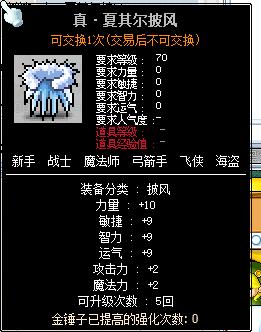 真·夏其尔披风
可交换1次(交易后不可交换)
要求等级： 70
要求力量： 0
要求敏捷： 0
要求智力： 0
要求运气： 0
要求人气度： -
道具等级： -
道具经验值： -
新手 战士 魔法师 弓箭手 飞侠 海盗
装备分类 : 披风
力量 : +10
敏捷 : +9
智力 : +9
运气 : +9
攻击力 : +2
魔法力 : +2
可升级次数 : 5回
金锤子已提高的强化次数: 0